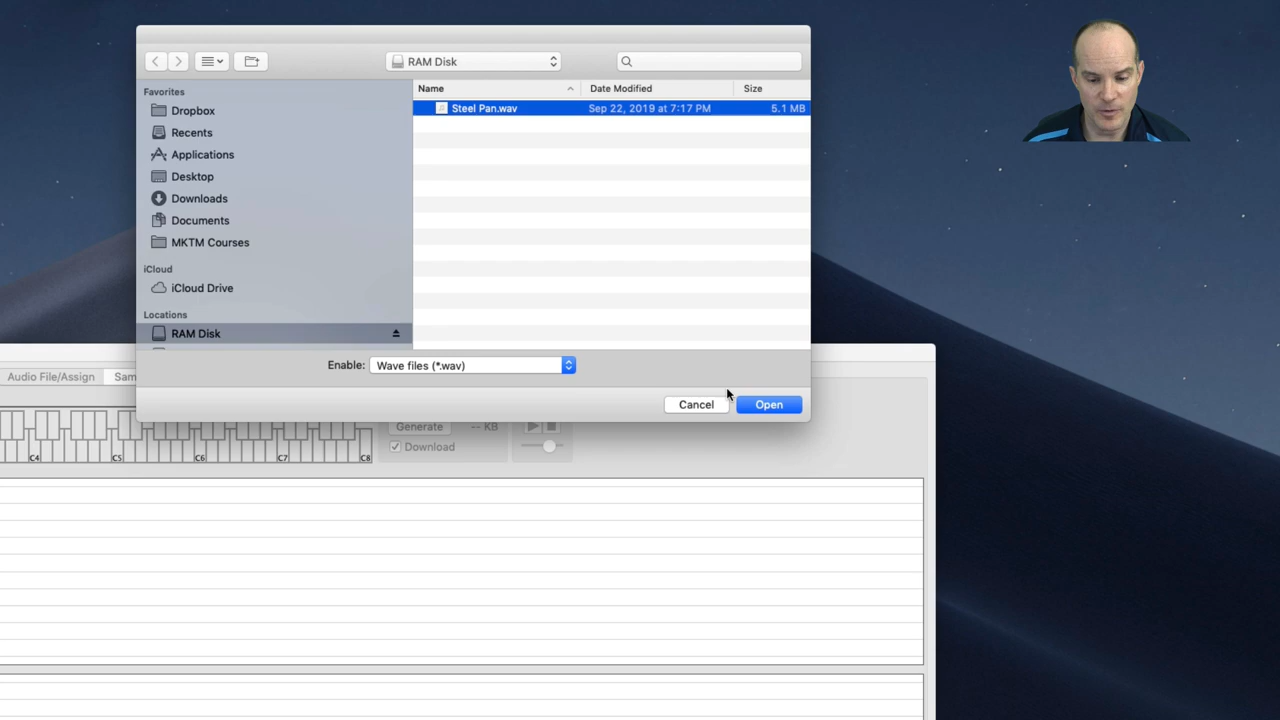 RAM Disk
Favorites
Name
Date Modified
Size
Dropbox
Steel Pan.wav
Sep 22, 2019 at 7:17 PM
5.1 MB
Recents
Applications
Desktop
Downloads
Documents
MKTM Courses
iCloud
iCloud Drive
Locations
RAM Disk
Enable:
Wave files (*.wav)
Audio File/Assign
Sam
Cancel
Open
Generate
-- KB
Download
C4
C5
C6
C7
C8